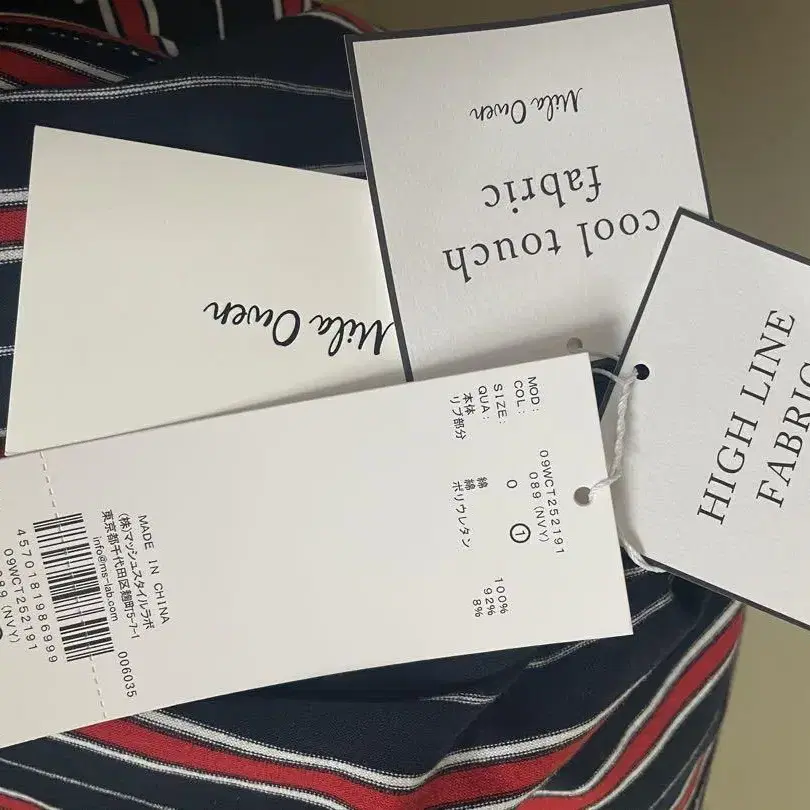 Mila Owen
cool touch
fabric
Mila Owen
HIGH LINE
FABRIC
MOD: 09WCT252191
COL: 089 (NVY)
SIZE: 0 ①
QUA:
本体 綿 100%
リブ部分 綿 92%
ポリウレタン 8%
MADE IN CHINA
(株)マッシュスタイルラボ
東京都千代田区麹町5-7-1
info@ms-lab.com 006035
4570181986999
09WCT252191
089 (NVY)